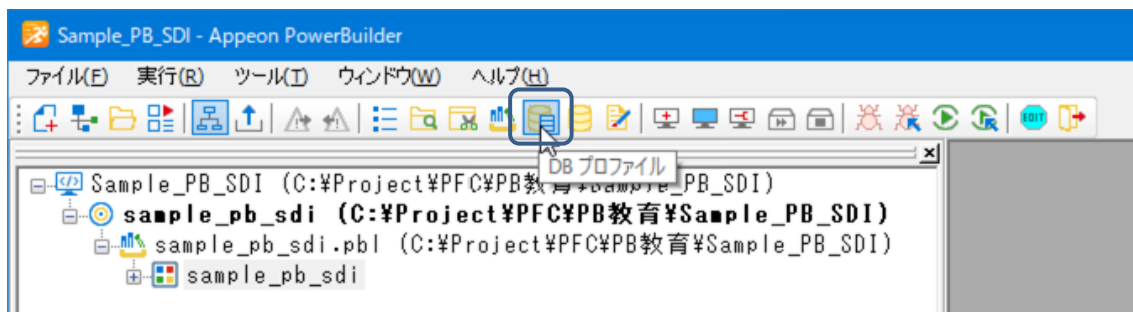 Sample_PB_SDI - Appeon PowerBuilder
ファイル(F) 実行(R) ツール(T) ウィンドウ(W) ヘルプ(H)
EDIT
DB プロファイル
Sample_PB_SDI (C:¥Project¥PFC¥PB教育¥Sample_PB_SDI)
sample_pb_sdi (C:¥Project¥PFC¥PB教育¥Sample_PB_SDI)
sample_pb_sdi.pbl (C:¥Project¥PFC¥PB教育¥Sample_PB_SDI)
sample_pb_sdi